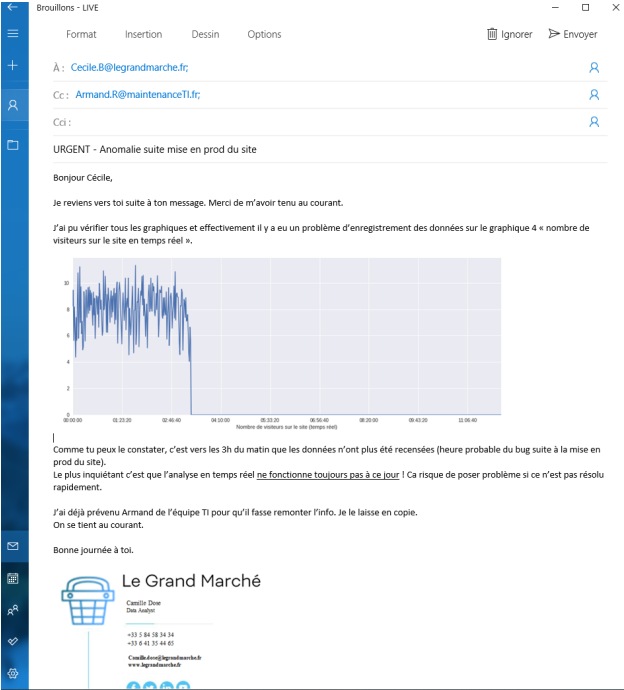 Brouillons - LIVE
Format Insertion Dessin Options Ignorer Envoyer
À : Cecile.B@legrandmarche.fr;
Cc : Armand.R@maintenanceTI.fr;
Cci :
URGENT - Anomalie suite mise en prod du site
Bonjour Cécile,
Je reviens vers toi suite à ton message. Merci de m'avoir tenu au courant.
J'ai pu vérifier tous les graphiques et effectivement il y a eu un problème d'enregistrement des données sur le graphique 4 « nombre de
visiteurs sur le site en temps réel ».
10
8
6
4
2
0
00:00:00 01:23:20 02:46:40 04:10:00 05:33:20 06:56:40 08:20:00 09:43:20 11:06:40
Nombre de visiteurs sur le site (temps réel)
Comme tu peux le constater, c'est vers les 3h du matin que les données n'ont plus été recensées (heure probable du bug suite à la mise en
prod du site).
Le plus inquiétant c'est que l'analyse en temps réel ne fonctionne toujours pas à ce jour ! Ca risque de poser problème si ce n'est pas résolu
rapidement.
J'ai déjà prévenu Armand de l'équipe TI pour qu'il fasse remonter l'info. Je le laisse en copie.
On se tient au courant.
Bonne journée à toi.
Le Grand Marché
Camille Dose
Data Analyst
+33 5 84 58 34 34
+33 6 41 35 44 65
Camille.dose@legrandmarche.fr
www.legrandmarche.fr